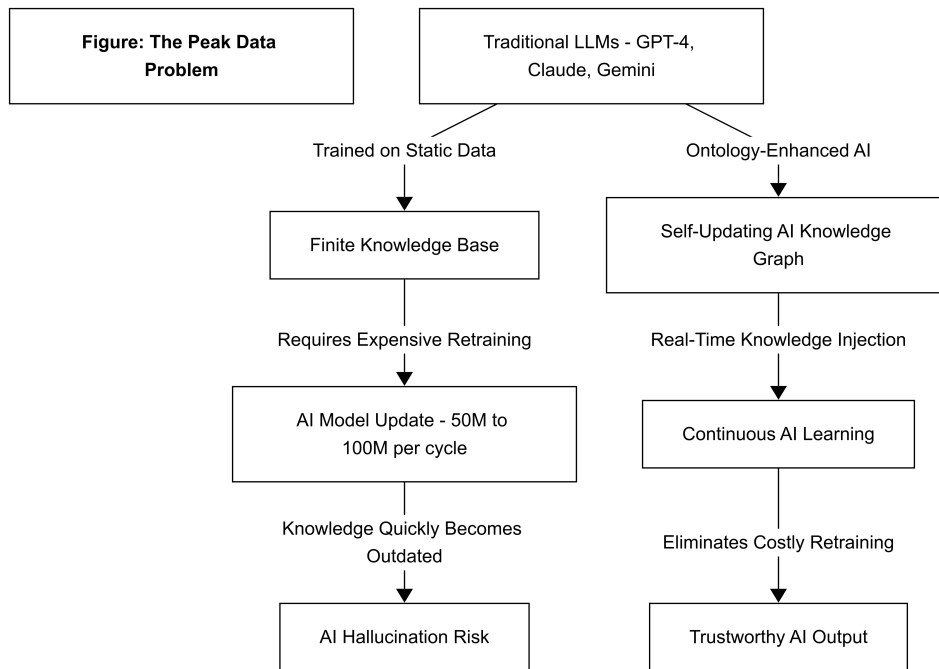 Figure: The Peak Data
Problem
Traditional LLMs - GPT-4,
Claude, Gemini
Trained on Static Data
Ontology-Enhanced AI
Finite Knowledge Base
Self-Updating AI Knowledge
Graph
Requires Expensive Retraining
Real-Time Knowledge Injection
AI Model Update - 50M to
100M per cycle
Continuous AI Learning
Knowledge Quickly Becomes
Outdated
Eliminates Costly Retraining
AI Hallucination Risk
Trustworthy AI Output